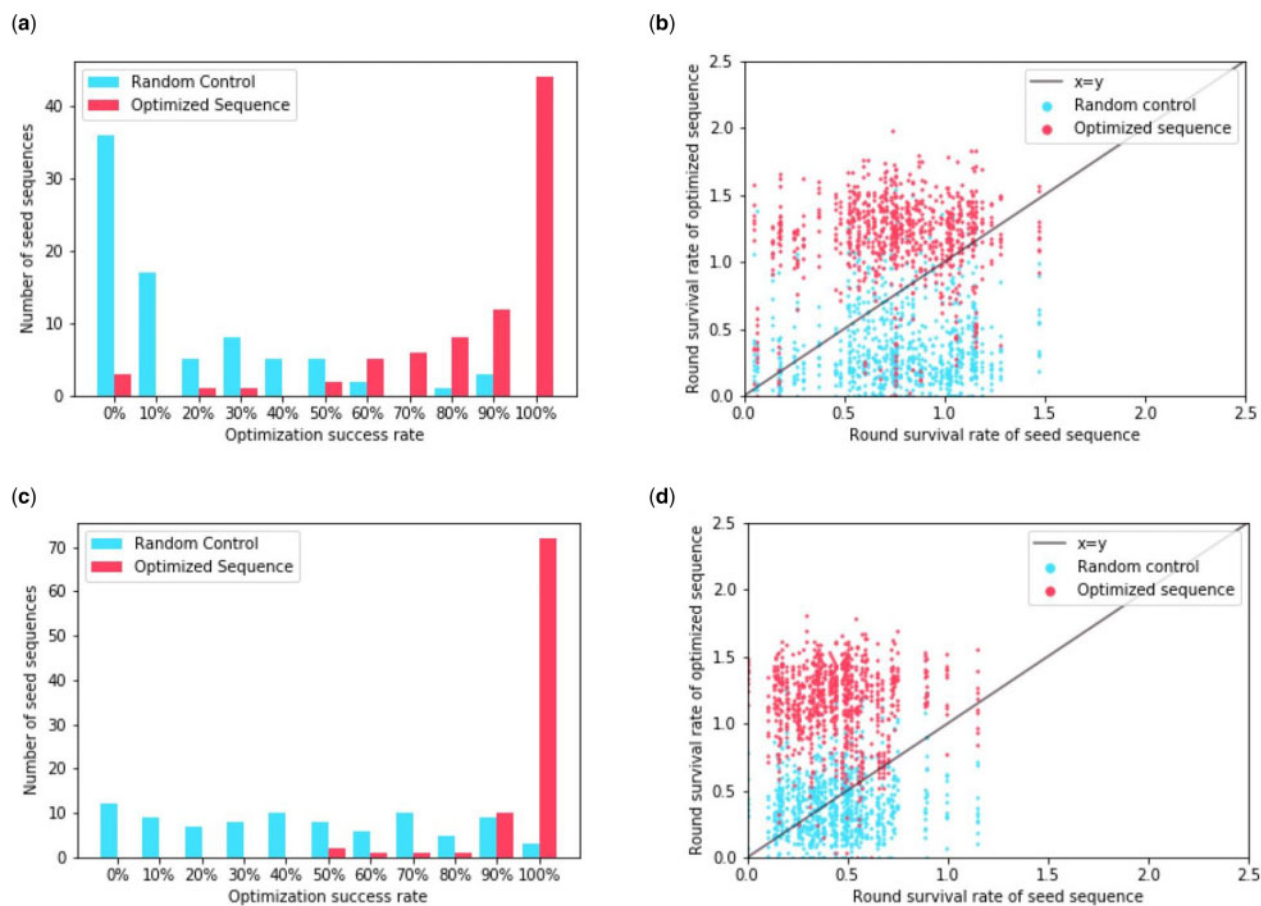 (a)
Random Control
Optimized Sequence
Number of seed sequences
40
30
20
10
0
0% 10% 20% 30% 40% 50% 60% 70% 80% 90% 100%
Optimization success rate
(b)
x=y
Random control
Optimized sequence
Round survival rate of optimized sequence
2.5
2.0
1.5
1.0
0.5
0.0
0.0 0.5 1.0 1.5 2.0 2.5
Round survival rate of seed sequence
(c)
Random Control
Optimized Sequence
Number of seed sequences
70
60
50
40
30
20
10
0
0% 10% 20% 30% 40% 50% 60% 70% 80% 90% 100%
Optimization success rate
(d)
x=y
Random control
Optimized sequence
Round survival rate of optimized sequence
2.5
2.0
1.5
1.0
0.5
0.0
0.0 0.5 1.0 1.5 2.0 2.5
Round survival rate of seed sequence